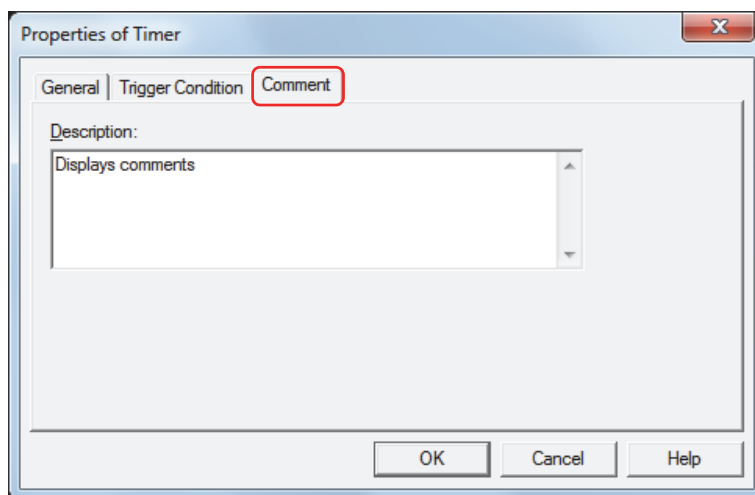 Properties of Timer
General Trigger Condition Comment
Description:
Displays comments
OK Cancel Help